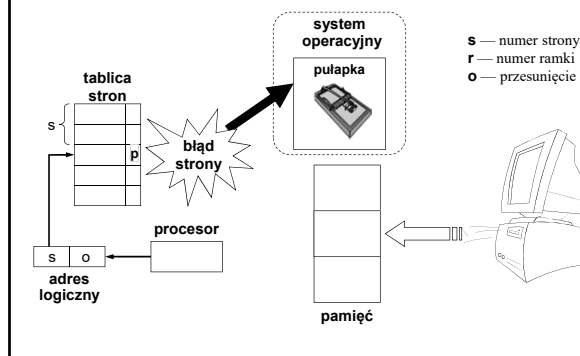 system
operacyjny
pułapka
s — numer strony
r — numer ramki
o — przesunięcie
tablica
stron
s
p
błąd
strony
procesor
s o
adres
logiczny
pamięć